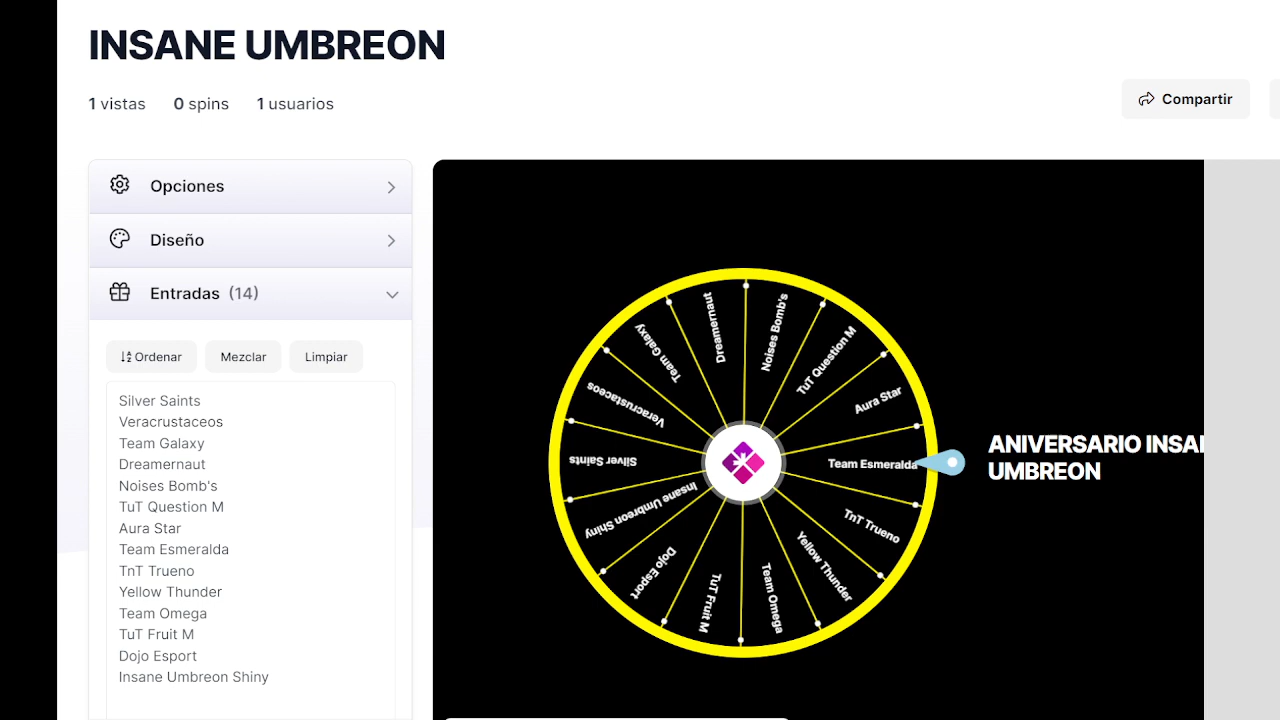 INSANE UMBREON
1 vistas 0 spins 1 usuarios
Compartir
Opciones
Diseño
Entradas (14)
Ordenar Mezclar Limpiar
Silver Saints
Veracrustaceos
Team Galaxy
Dreamernaut
Noises Bomb's
TuT Question M
Aura Star
Team Esmeralda
TnT Trueno
Yellow Thunder
Team Omega
TuT Fruit M
Dojo Esport
Insane Umbreon Shiny
Silver Saints
Veracrustaceos
Team Galaxy
Dreamernaut
Noises Bomb's
TuT Question M
Aura Star
Team Esmeralda
TnT Trueno
Yellow Thunder
Team Omega
TuT Fruit M
Dojo Esport
Insane Umbreon Shiny
ANIVERSARIO INSA
UMBREON